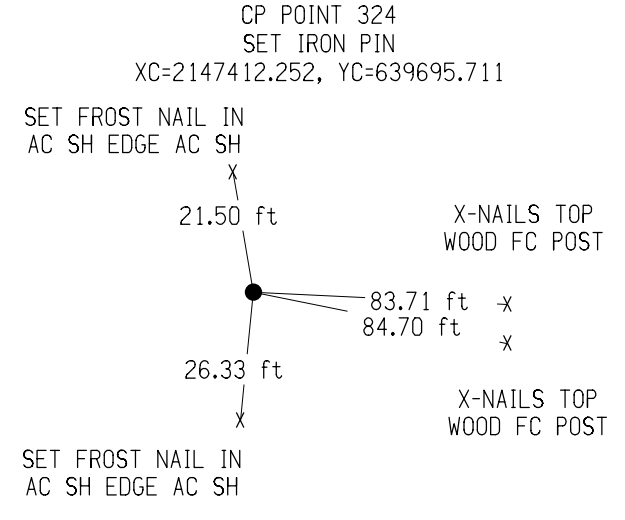 CP POINT 324
SET IRON PIN
XC=2147412.252, YC=639695.711
SET FROST NAIL IN
AC SH EDGE AC SH
X
21.50 ft
X-NAILS TOP
WOOD FC POST
83.71 ft X
84.70 ft
X
26.33 ft
X-NAILS TOP
WOOD FC POST
X
SET FROST NAIL IN
AC SH EDGE AC SH